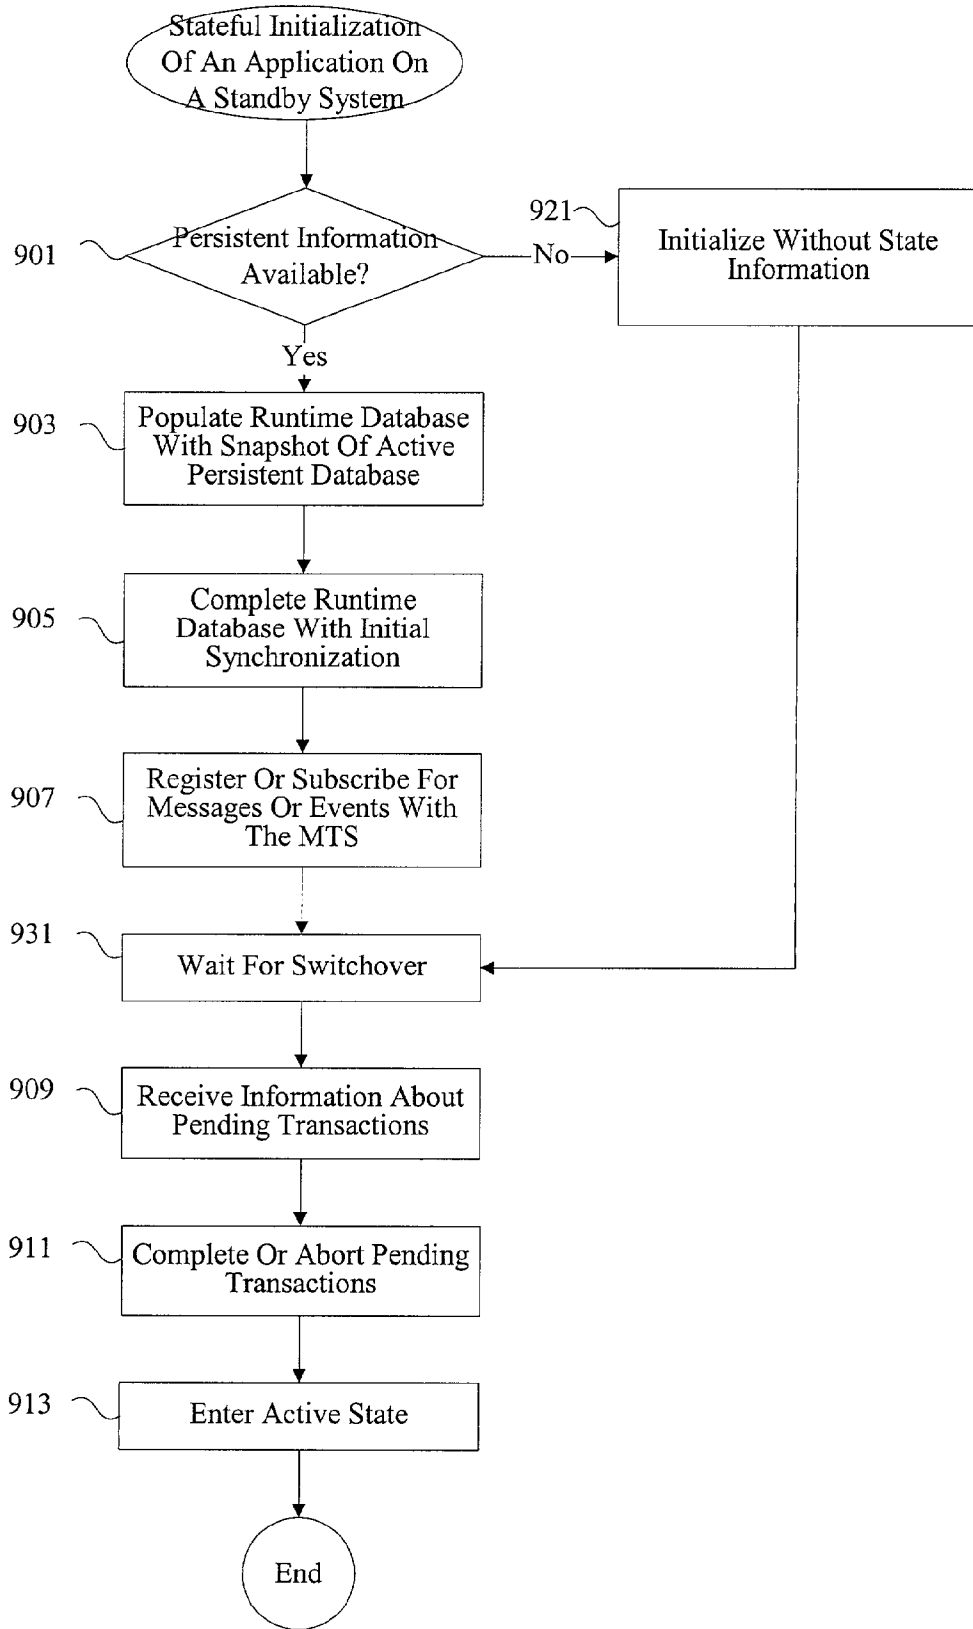 Stateful Initialization
Of An Application On
A Standby System
901
Persistent Information
Available?
No
921
Initialize Without State
Information
Yes
903
Populate Runtime Database
With Snapshot Of Active
Persistent Database
905
Complete Runtime
Database With Initial
Synchronization
907
Register Or Subscribe For
Messages Or Events With
The MTS
931
Wait For Switchover
909
Receive Information About
Pending Transactions
911
Complete Or Abort Pending
Transactions
913
Enter Active State
End